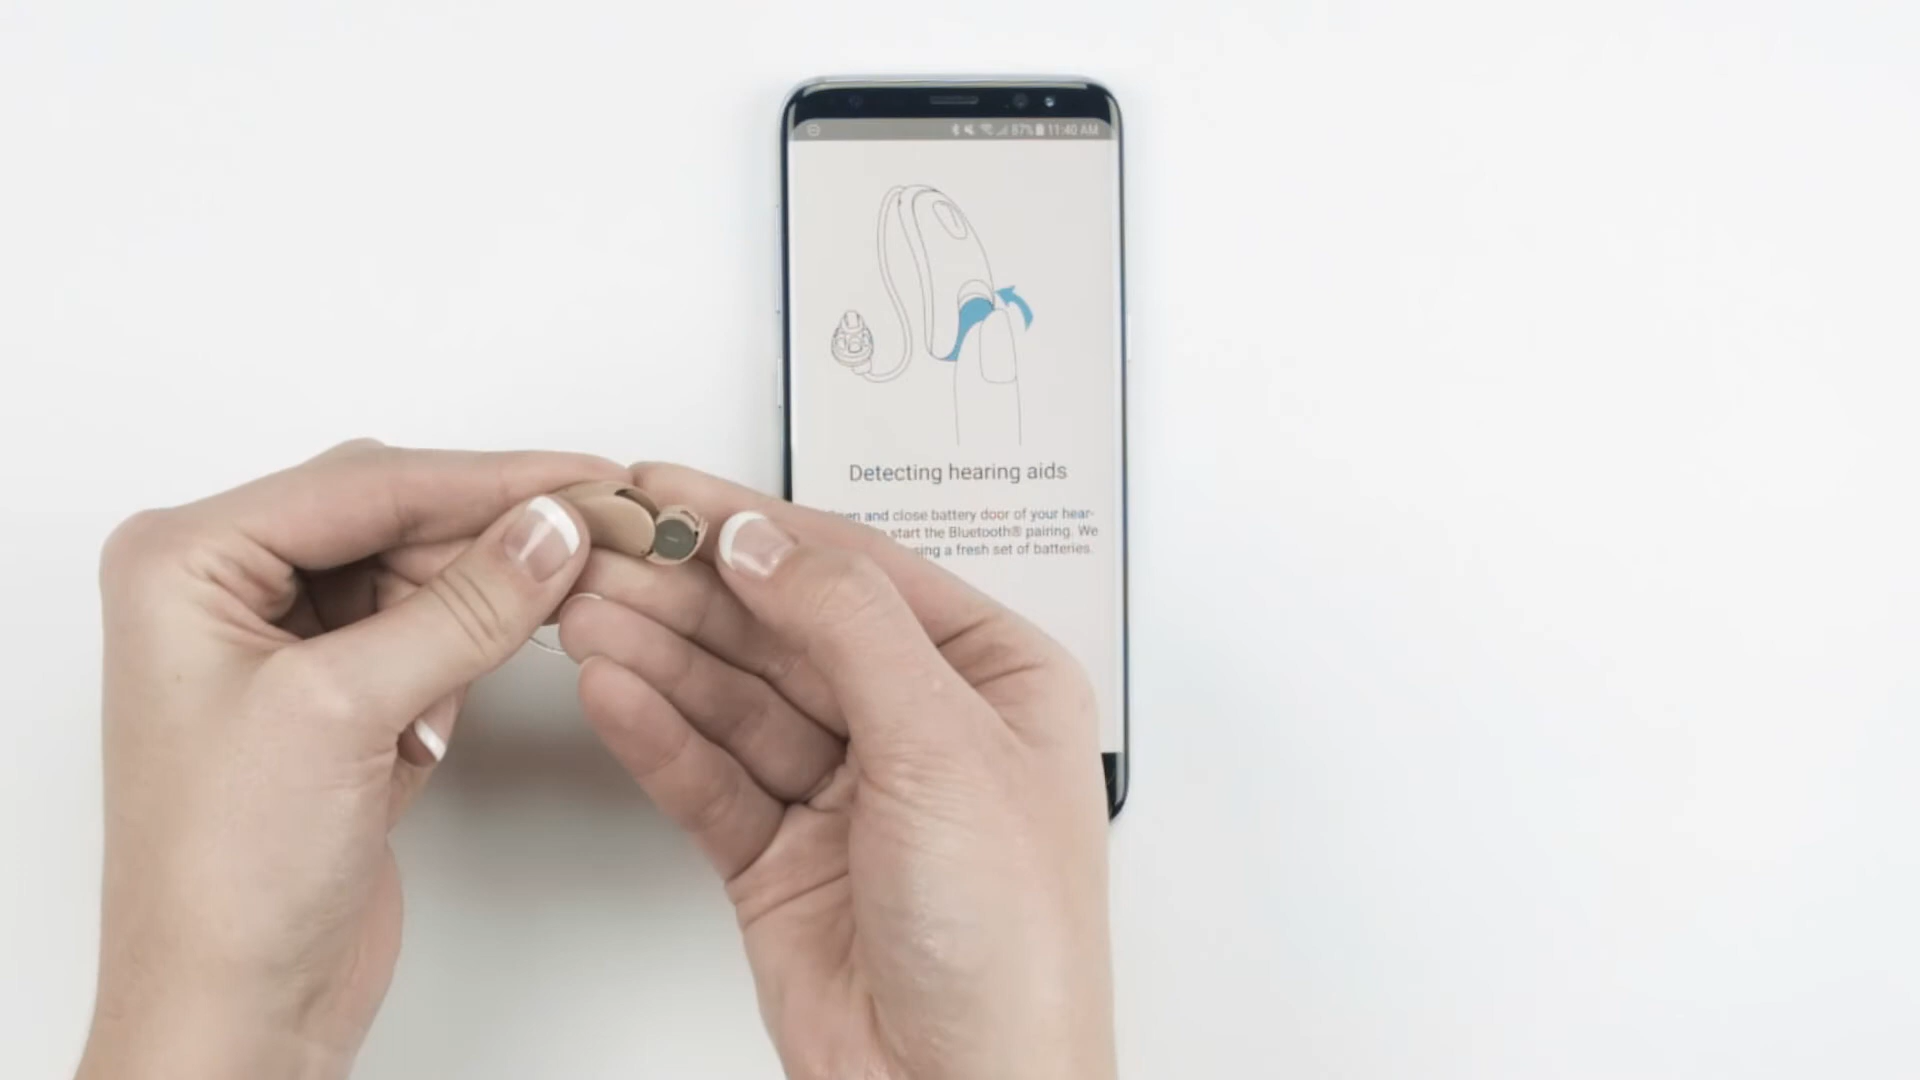 87% 11:40 AM
Detecting hearing aids
and close battery door of your hear-
start the Bluetooth® pairing. We
a fresh set of batteries.